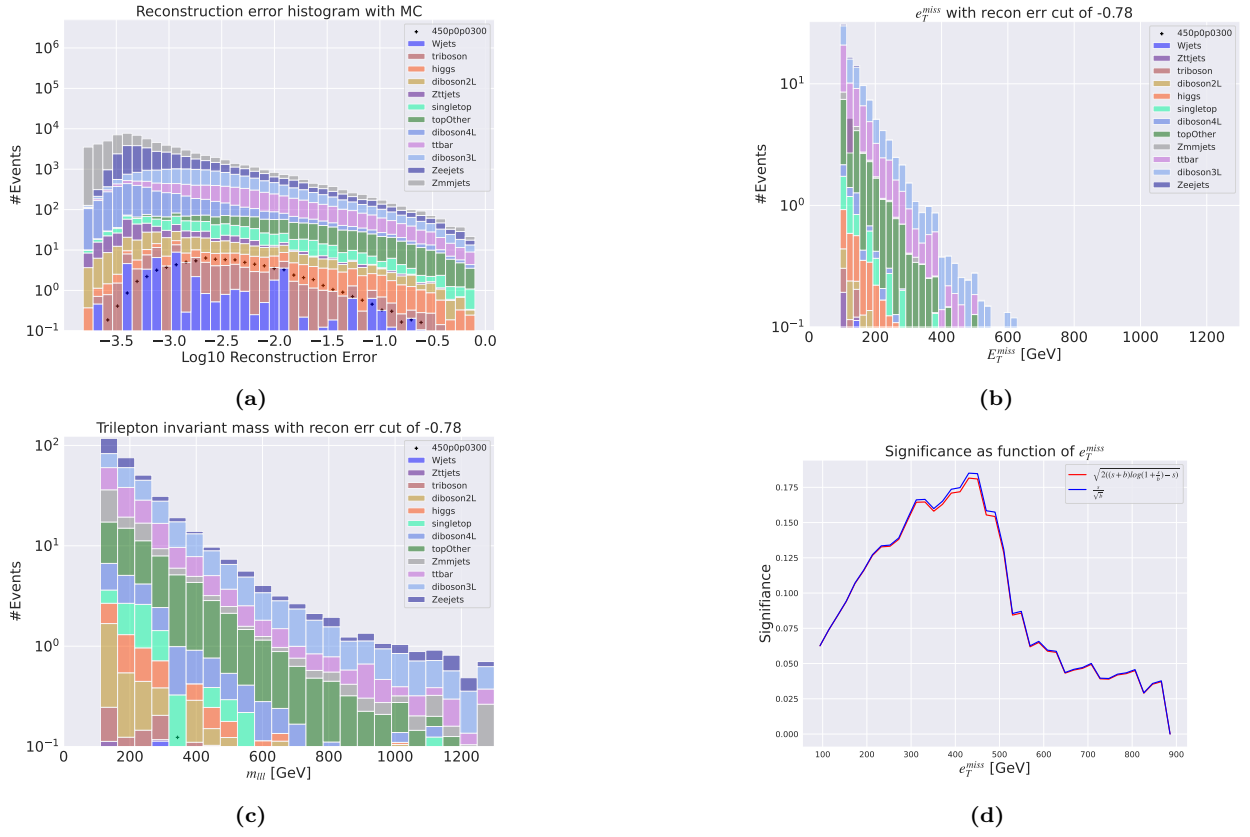 Reconstruction error histogram with MC
#Events
10^6
10^5
10^4
10^3
10^2
10^1
10^0
10^−1
450p0p0300
Wjets
triboson
higgs
diboson2L
Zttjets
singletop
topOther
diboson4L
ttbar
diboson3L
Zeejets
Zmmjets
−3.5 −3.0 −2.5 −2.0 −1.5 −1.0 −0.5 0.0
Log10 Reconstruction Error
(a)
e_T^miss with recon err cut of -0.78
#Events
10^1
10^0
10^−1
450p0p0300
Wjets
Zttjets
triboson
diboson2L
higgs
singletop
diboson4L
topOther
Zmmjets
ttbar
diboson3L
Zeejets
0 200 400 600 800 1000 1200
E_T^miss [GeV]
(b)
Trilepton invariant mass with recon err cut of -0.78
#Events
10^2
10^1
10^0
10^−1
450p0p0300
Wjets
Zttjets
triboson
diboson2L
higgs
singletop
diboson4L
topOther
Zmmjets
ttbar
diboson3L
Zeejets
0 200 400 600 800 1000 1200
m_lll [GeV]
(c)
Significance as function of e_T^miss
Signifiance
0.175
0.150
0.125
0.100
0.075
0.050
0.025
0.000
√2((s+b)log(1+s/b)−s)
s/√b
100 200 300 400 500 600 700 800 900
e_T^miss [GeV]
(d)